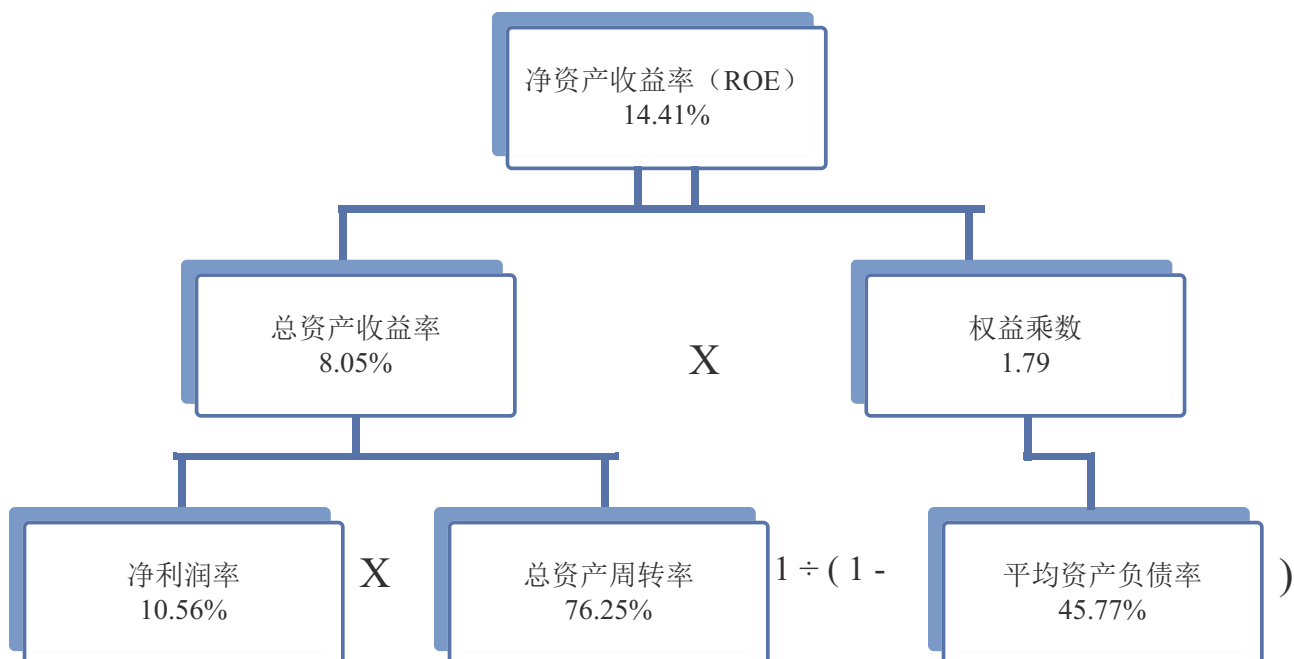 净资产收益率（ROE）
14.41%
总资产收益率
8.05%
X
权益乘数
1.79
净利润率
10.56%
X
总资产周转率
76.25%
1 ÷ ( 1 -
平均资产负债率
45.77%
)